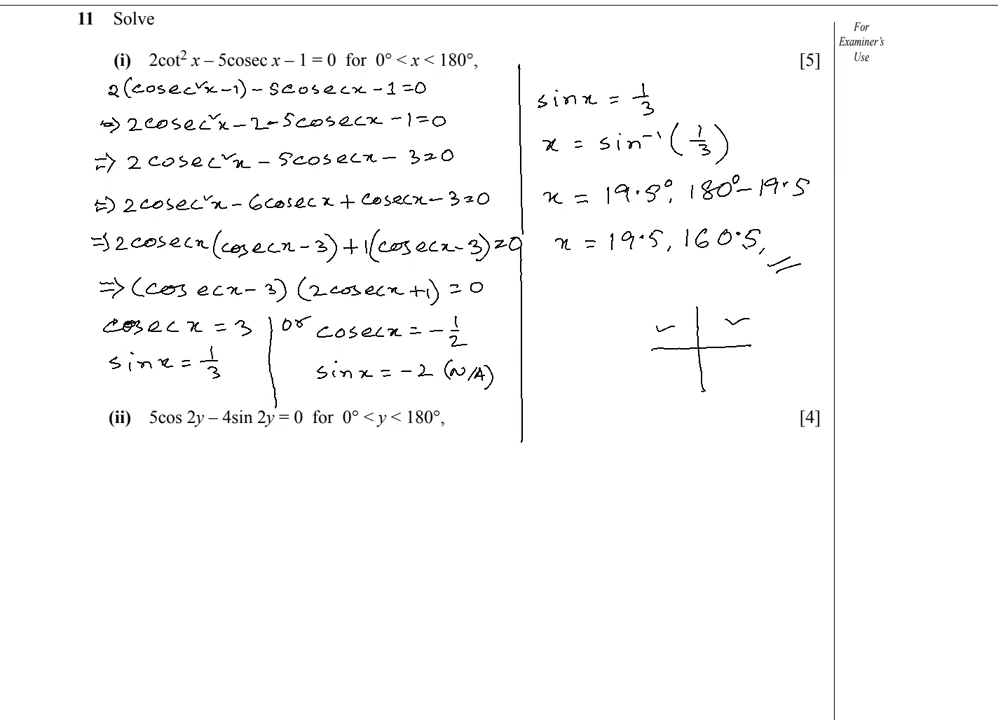 11 Solve
For
Examiner's
Use
(i) 2cot² x – 5cosec x – 1 = 0 for 0° < x < 180°, [5]
2(cosec²x-1) - 5cosecx - 1=0
⇒ 2cosec²x - 2 - 5cosecx - 1=0
⇒ 2cosec²x - 5cosecx - 3=0
⇒ 2cosec²x - 6cosecx + cosecx - 3=0
⇒ 2cosecx(cosecx-3)+1(cosecx-3)=0
⇒ (cosecx-3)(2cosecx+1)=0
cosecx = 3 or cosecx = -1/2
sinx = 1/3 sinx = -2 (N/A)
sinx = 1/3
x = sin⁻¹(1/3)
x = 19.5°, 180°-19.5
x = 19.5, 160.5,
(ii) 5cos 2y – 4sin 2y = 0 for 0° < y < 180°, [4]